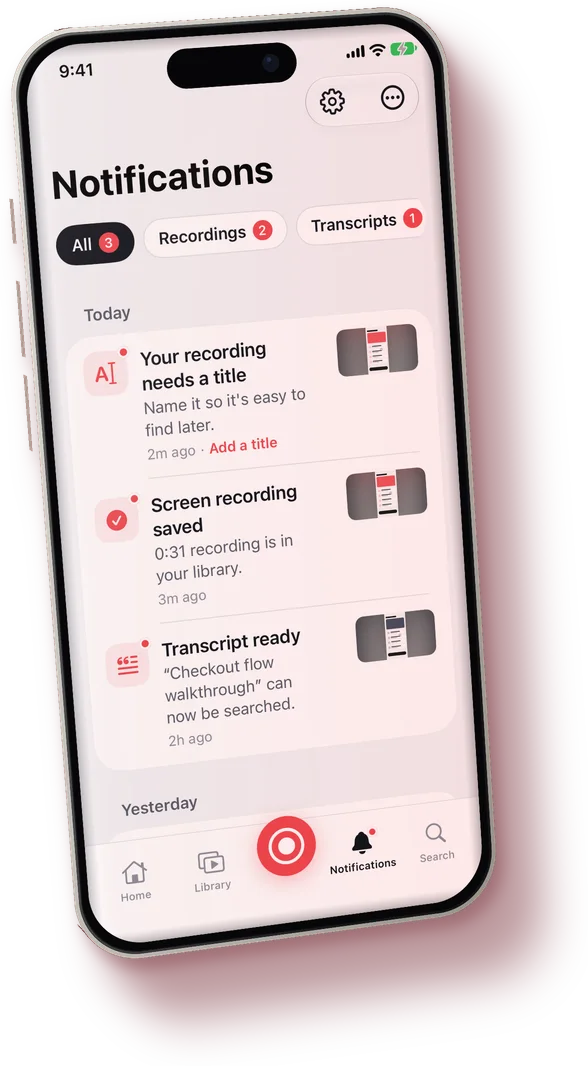 9:41
Notifications
All 3
Recordings 2
Transcripts 1
Today
Your recording
needs a title
Name it so it's easy to
find later.
2m ago · Add a title
Screen recording
saved
0:31 recording is in
your library.
3m ago
Transcript ready
“Checkout flow
walkthrough” can
now be searched.
2h ago
Yesterday
Home
Library
Notifications
Search